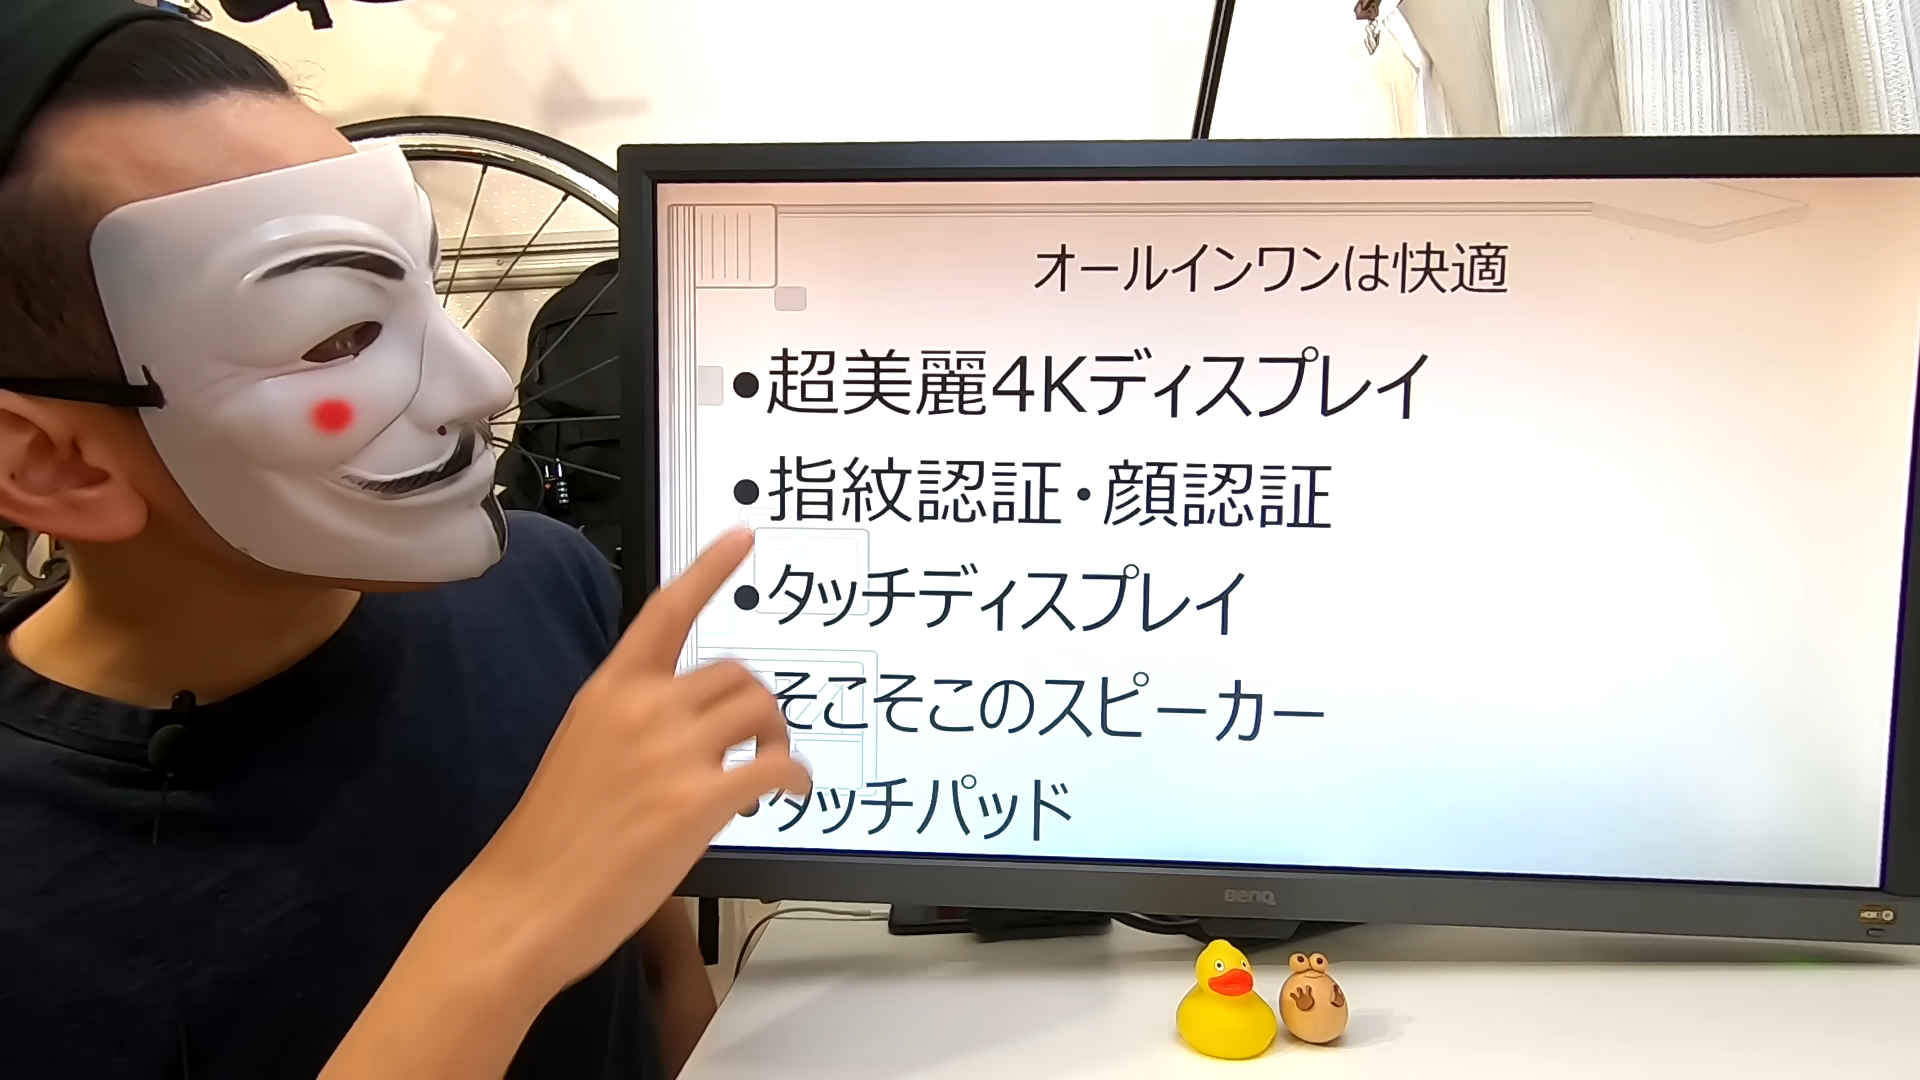 オールインワンは快適
•超美麗4Kディスプレイ
•指紋認証・顔認証
•タッチディスプレイ
そこそこのスピーカー
•タッチパッド
BenQ